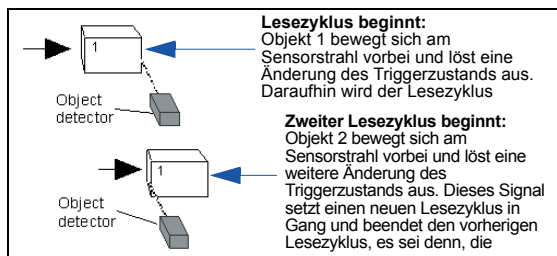 Lesezyklus beginnt:
Objekt 1 bewegt sich am
Sensorstrahl vorbei und löst eine
Änderung des Triggerzustands aus.
Daraufhin wird der Lesezyklus
1
Object
detector
Zweiter Lesezyklus beginnt:
Objekt 2 bewegt sich am
Sensorstrahl vorbei und löst eine
weitere Änderung des
Triggerzustands aus. Dieses Signal
setzt einen neuen Lesezyklus in
Gang und beendet den vorherigen
Lesezyklus, es sei denn, die
1
Object
detector